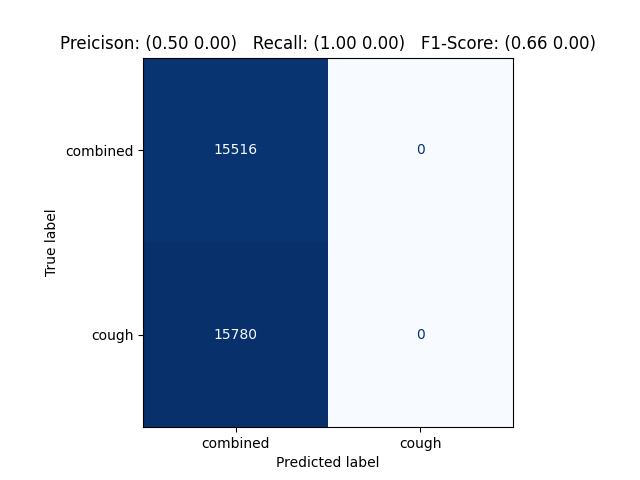 Preicison: (0.50 0.00)   Recall: (1.00 0.00)   F1-Score: (0.66 0.00)
combined
15516
0
True label
cough
15780
0
combined
cough
Predicted label